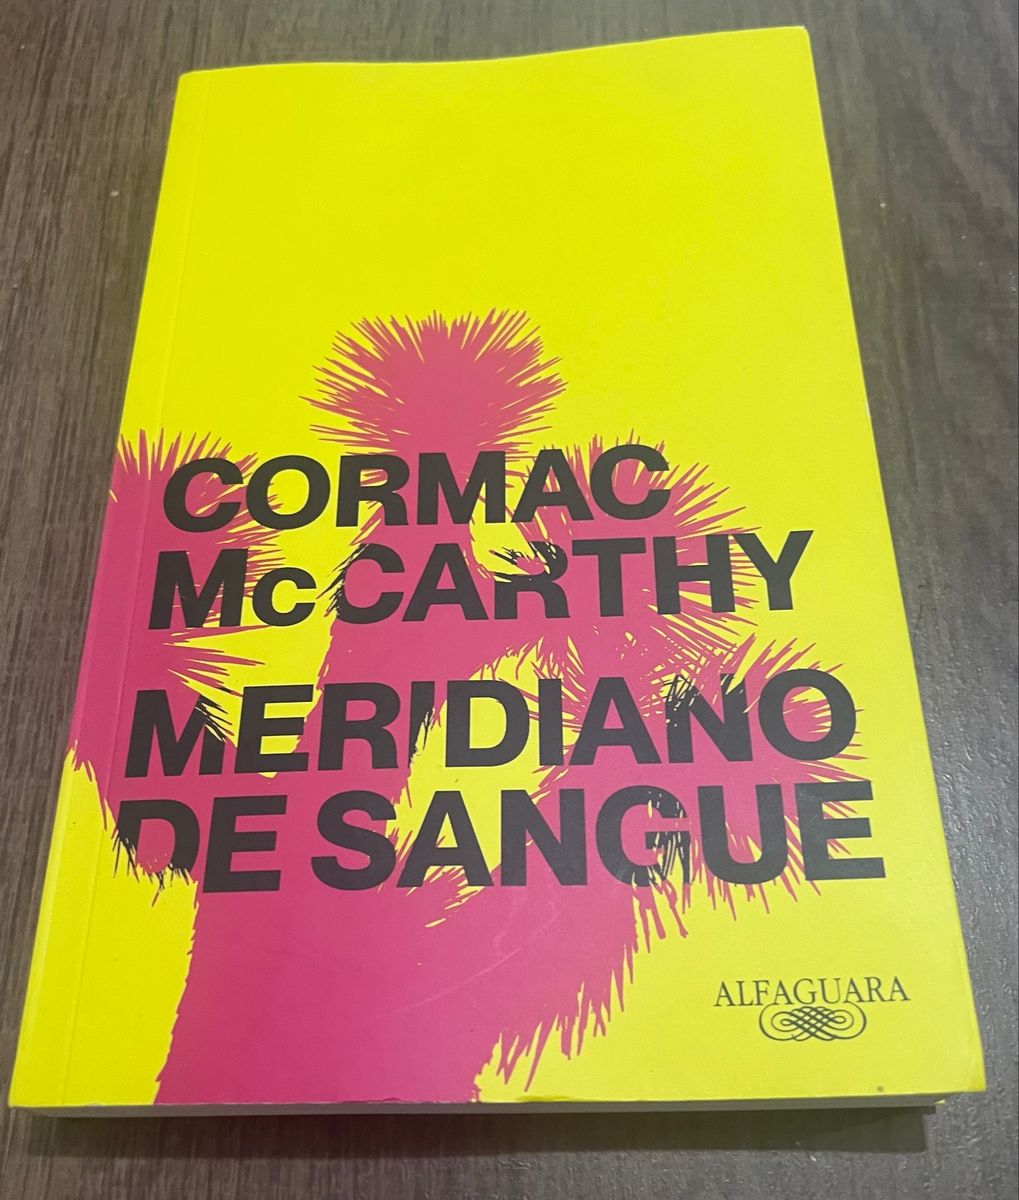 CORMAC
McCARTHY
MERIDIANO
DE SANGUE
ALFAGUARA